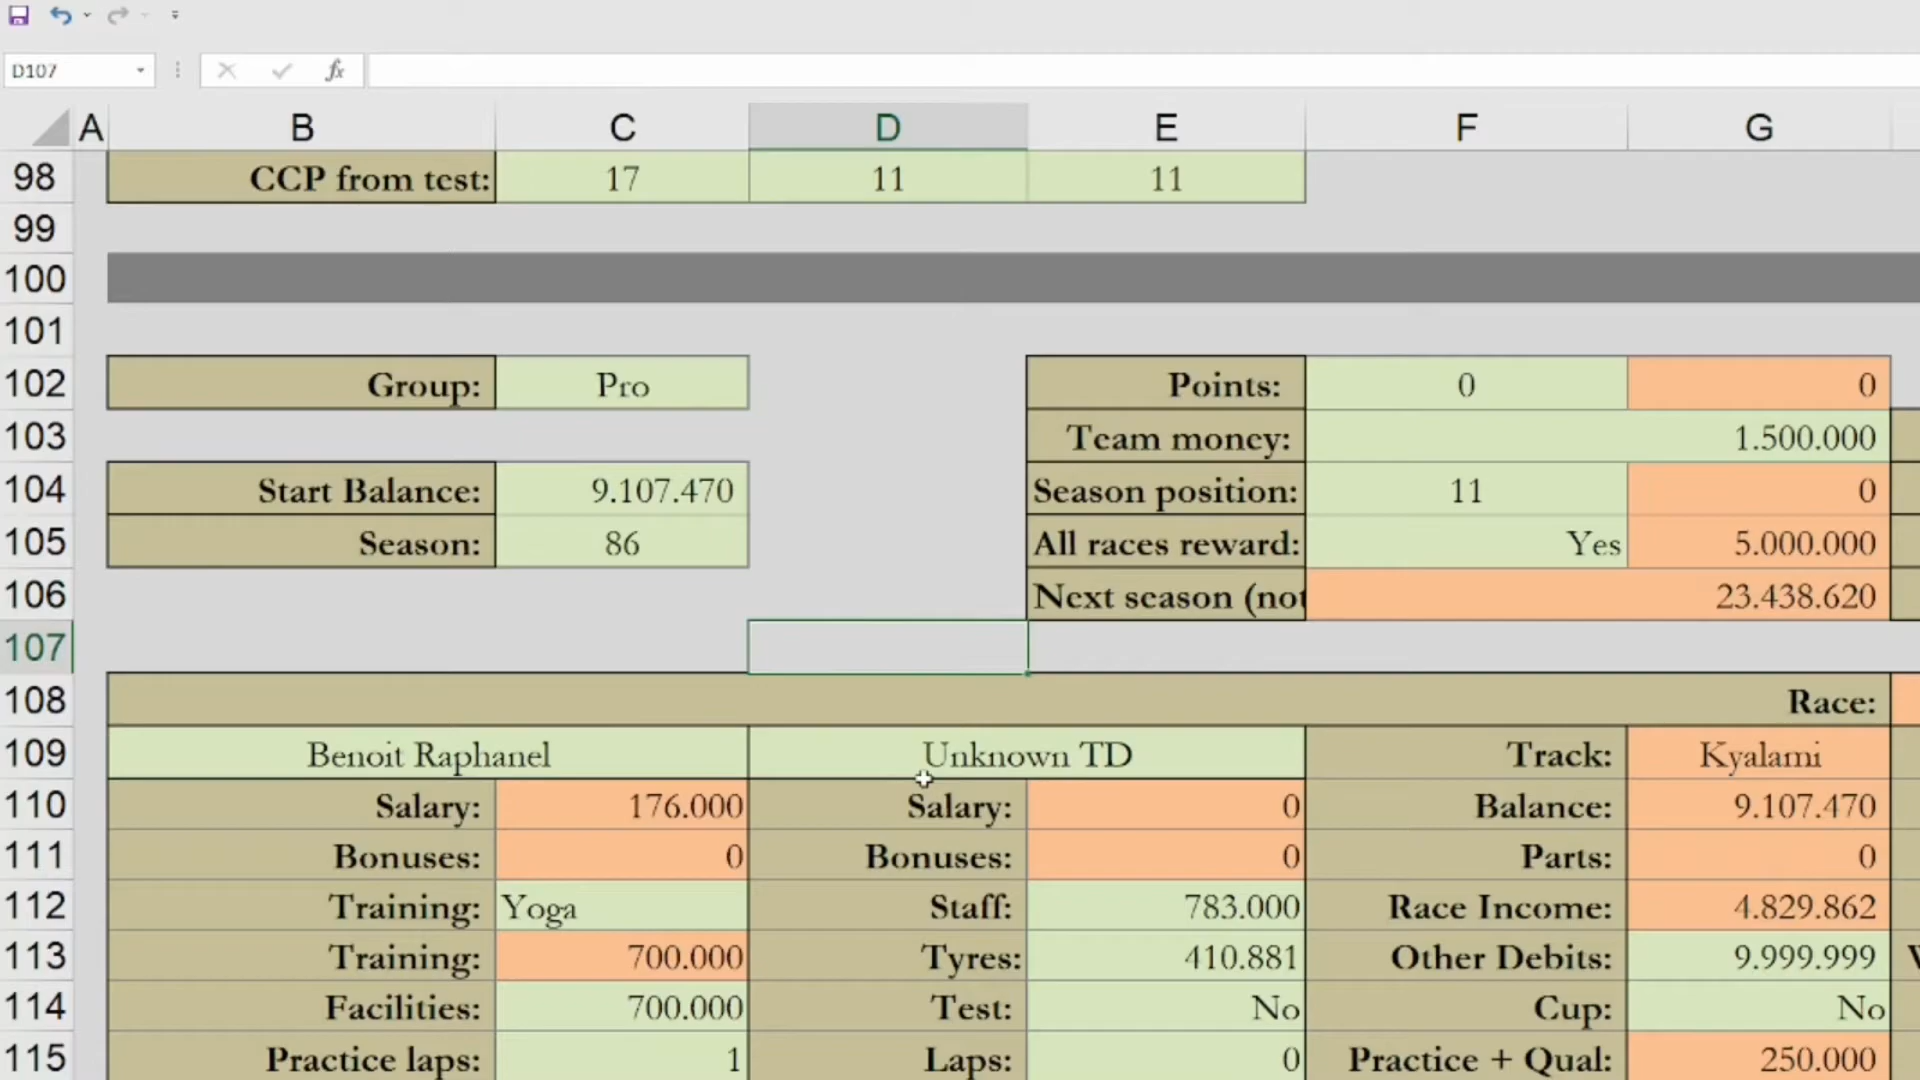 D107 fx
A B C D E F G
98 CCP from test: 17 11 11
99
100
101
102 Group: Pro Points: 0 0
103 Team money: 1.500.000
104 Start Balance: 9.107.470 Season position: 11 0
105 Season: 86 All races reward: Yes 5.000.000
106 Next season (not 23.438.620
107
108 Race:
109 Benoit Raphanel Unknown TD Track: Kyalami
110 Salary: 176.000 Salary: 0 Balance: 9.107.470
111 Bonuses: 0 Bonuses: 0 Parts: 0
112 Training: Yoga Staff: 783.000 Race Income: 4.829.862
113 Training: 700.000 Tyres: 410.881 Other Debits: 9.999.999
114 Facilities: 700.000 Test: No Cup: No
115 Practice laps: 1 Laps: 0 Practice + Qual: 250.000